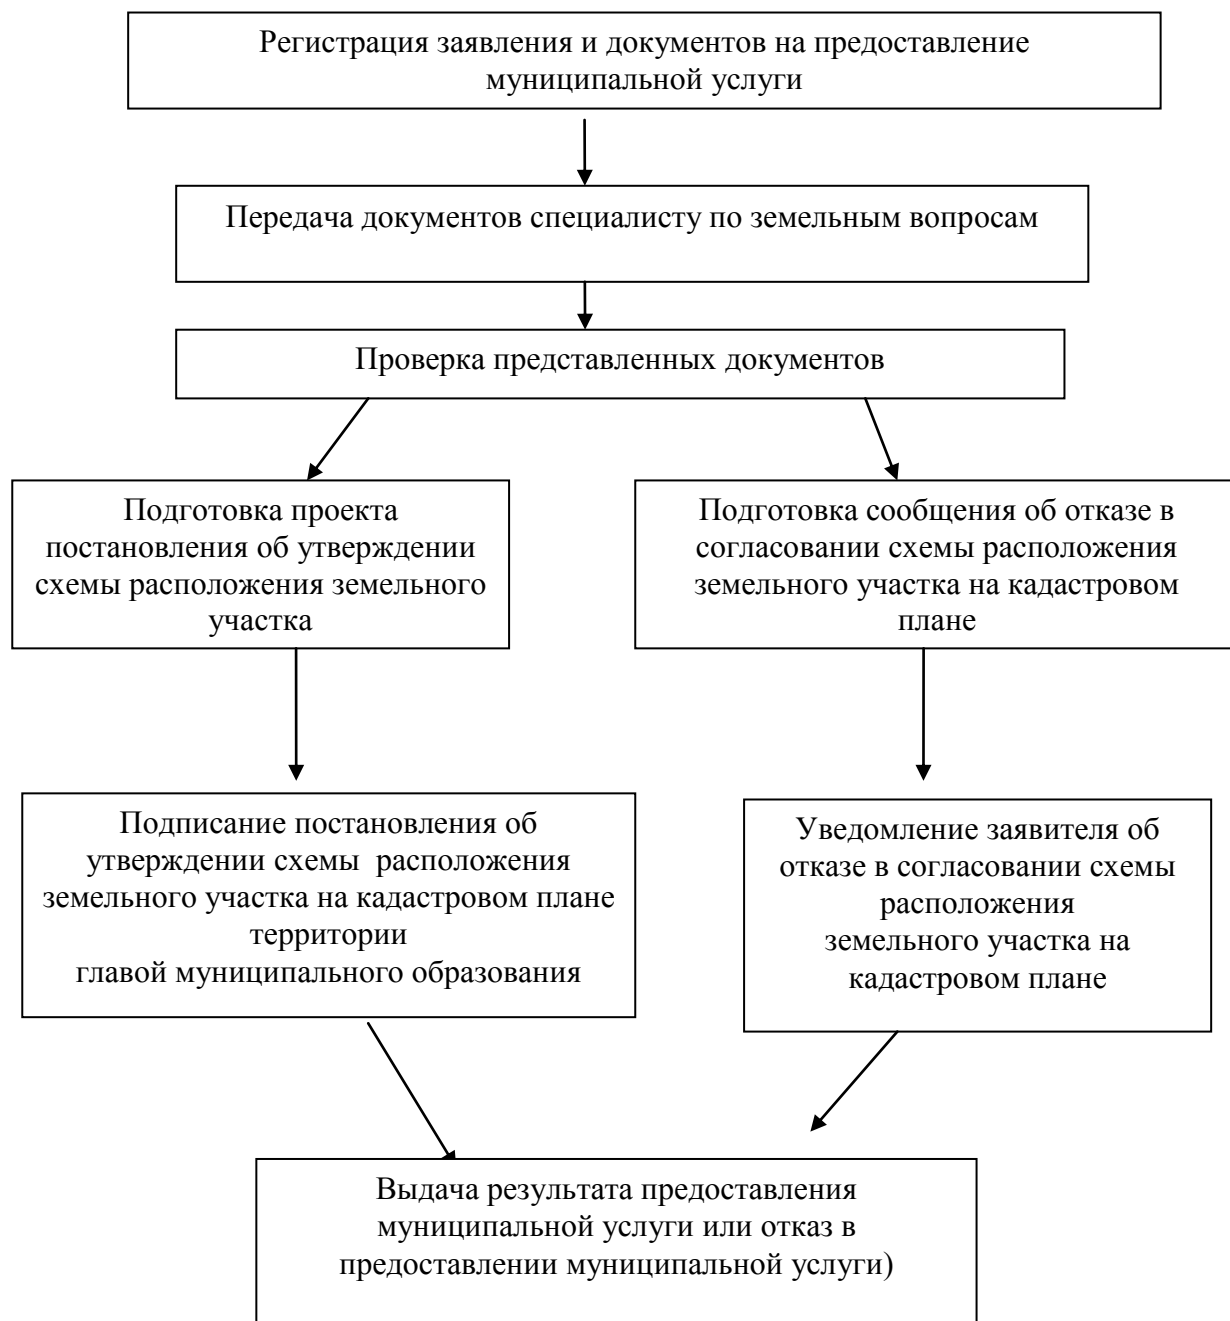 Регистрация заявления и документов на предоставление
муниципальной услуги
Передача документов специалисту по земельным вопросам
Проверка представленных документов
Подготовка проекта
постановления об утверждении
схемы расположения земельного
участка
Подготовка сообщения об отказе в
согласовании схемы расположения
земельного участка на кадастровом
плане
Подписание постановления об
утверждении схемы  расположения
земельного участка на кадастровом плане
территории
главой муниципального образования
Уведомление заявителя об
отказе в согласовании схемы
расположения
земельного участка на
кадастровом плане
Выдача результата предоставления
муниципальной услуги или отказ в
предоставлении муниципальной услуги)